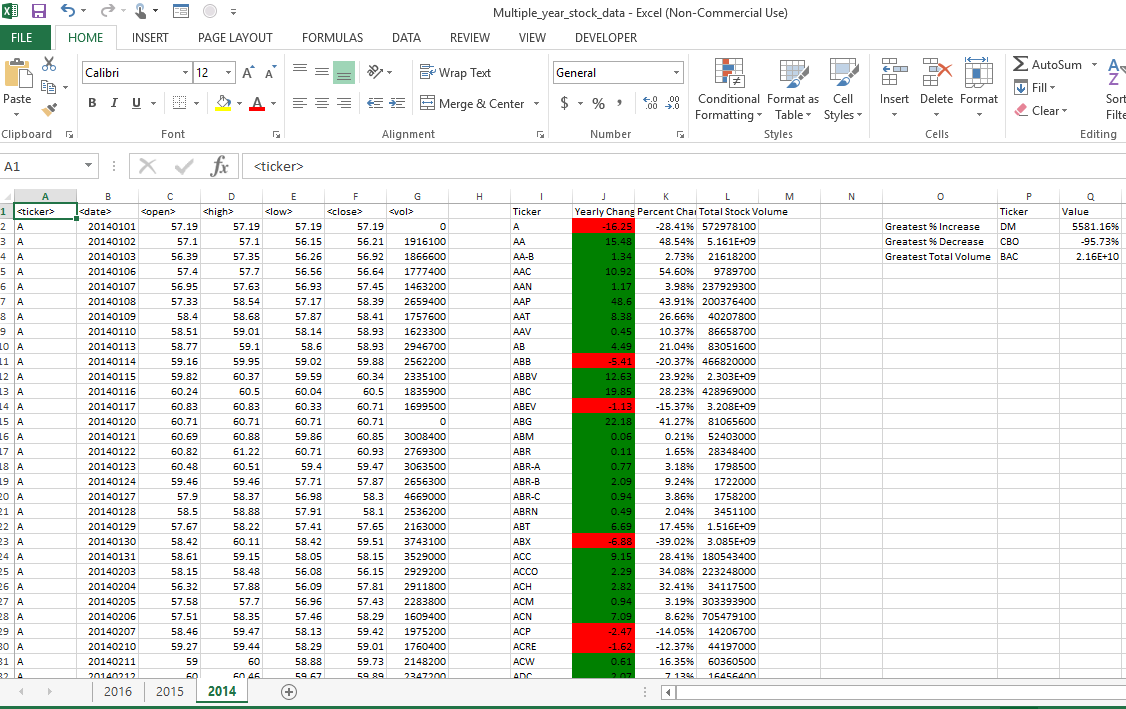 Multiple_year_stock_data - Excel (Non-Commercial Use)
FILE HOME INSERT PAGE LAYOUT FORMULAS DATA REVIEW VIEW DEVELOPER
Calibri 12 Wrap Text General AutoSum
Paste B I U Merge & Center $ % Conditional Formatting Format as Table Cell Styles Insert Delete Format Fill Clear
Clipboard Font Alignment Number Styles Cells Editing
A1 fx <ticker>
A B C D E F G H I J K L M N O P Q
1 <ticker> <date> <open> <high> <low> <close> <vol> Ticker Yearly Chang Percent Chan Total Stock Volume Ticker Value
2 A 20140101 57.19 57.19 57.19 57.19 0 A -16.25 -28.41% 572978100 Greatest % Increase DM 5581.16%
3 A 20140102 57.1 57.1 56.15 56.21 1916100 AA 15.48 48.54% 5.161E+09 Greatest % Decrease CBO -95.73%
4 A 20140103 56.39 57.35 56.26 56.92 1866600 AA-B 1.34 2.73% 21618200 Greatest Total Volume BAC 2.16E+10
5 A 20140106 57.4 57.7 56.56 56.64 1777400 AAC 10.92 54.60% 9789700
6 A 20140107 56.95 57.63 56.93 57.45 1463200 AAN 1.17 3.98% 237929300
7 A 20140108 57.33 58.54 57.17 58.39 2659400 AAP 48.6 43.91% 200376400
8 A 20140109 58.4 58.68 57.87 58.41 1757600 AAT 8.38 26.66% 40207800
9 A 20140110 58.51 59.01 58.14 58.93 1623300 AAV 0.45 10.37% 86658700
10 A 20140113 58.77 59.1 58.6 58.93 2946700 AB 4.49 21.04% 83051600
11 A 20140114 59.16 59.95 59.02 59.88 2562200 ABB -5.41 -20.37% 466820000
12 A 20140115 59.82 60.37 59.59 60.34 2335100 ABBV 12.63 23.92% 2.303E+09
13 A 20140116 60.24 60.5 60.04 60.5 1835900 ABC 19.85 28.23% 428969000
14 A 20140117 60.83 60.83 60.33 60.71 1699500 ABEV -1.13 -15.37% 3.208E+09
15 A 20140120 60.71 60.71 60.71 60.71 0 ABG 22.18 41.27% 81065600
16 A 20140121 60.69 60.88 59.86 60.85 3008400 ABM 0.06 0.21% 52403000
17 A 20140122 60.82 61.22 60.71 60.93 2769300 ABR 0.11 1.65% 28348400
18 A 20140123 60.48 60.51 59.4 59.47 3063500 ABR-A 0.77 3.18% 1798500
19 A 20140124 59.46 59.46 57.71 57.87 2656300 ABR-B 2.09 9.24% 1722000
20 A 20140127 57.9 58.37 56.98 58.3 4669000 ABR-C 0.94 3.86% 1758200
21 A 20140128 58.5 58.88 57.91 58.1 2536200 ABRN 0.49 2.04% 3451100
22 A 20140129 57.67 58.22 57.41 57.65 2163000 ABT 6.69 17.45% 1.516E+09
23 A 20140130 58.42 60.11 58.42 59.51 3743100 ABX -6.88 -39.02% 3.085E+09
24 A 20140131 58.61 59.15 58.05 58.15 3529000 ACC 9.15 28.41% 180543400
25 A 20140203 58.15 58.48 56.08 56.15 2929200 ACCO 2.29 34.08% 223248000
26 A 20140204 56.32 57.88 56.09 57.81 2911800 ACH 2.82 32.41% 34117500
27 A 20140205 57.58 57.7 56.96 57.43 2283800 ACM 0.94 3.19% 303393900
28 A 20140206 57.51 58.35 57.46 58.29 1609400 ACN 7.09 8.62% 705479100
29 A 20140207 58.46 59.47 58.13 59.42 1975200 ACP -2.47 -14.05% 14206700
30 A 20140210 59.27 59.44 58.29 59.01 1760400 ACRE -1.62 -12.37% 44197000
31 A 20140211 59 60 58.88 59.73 2148200 ACW 0.61 16.35% 60360500
32 A 20140212 60 60.46 59.67 59.89 2347200 ADC 2.07 7.13% 16456400
2016 2015 2014